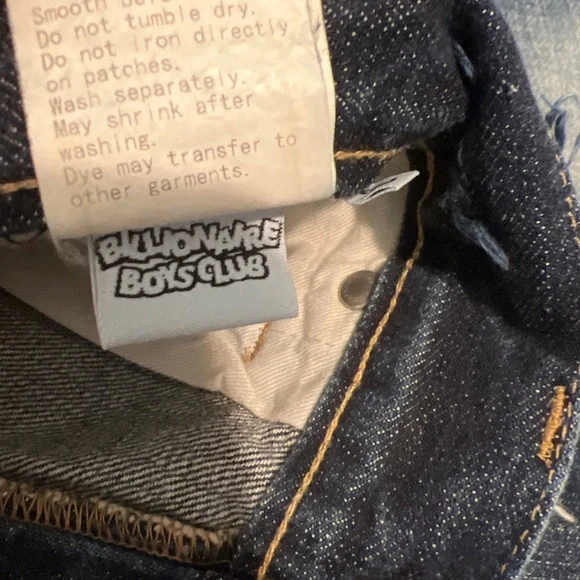 Smooth
Do not tumble dry.
Do not iron directly
on patches.
Wash separately.
May shrink after
washing.
Dye may transfer to
other garments.
BILLIONAIRE
BOYS CLUB